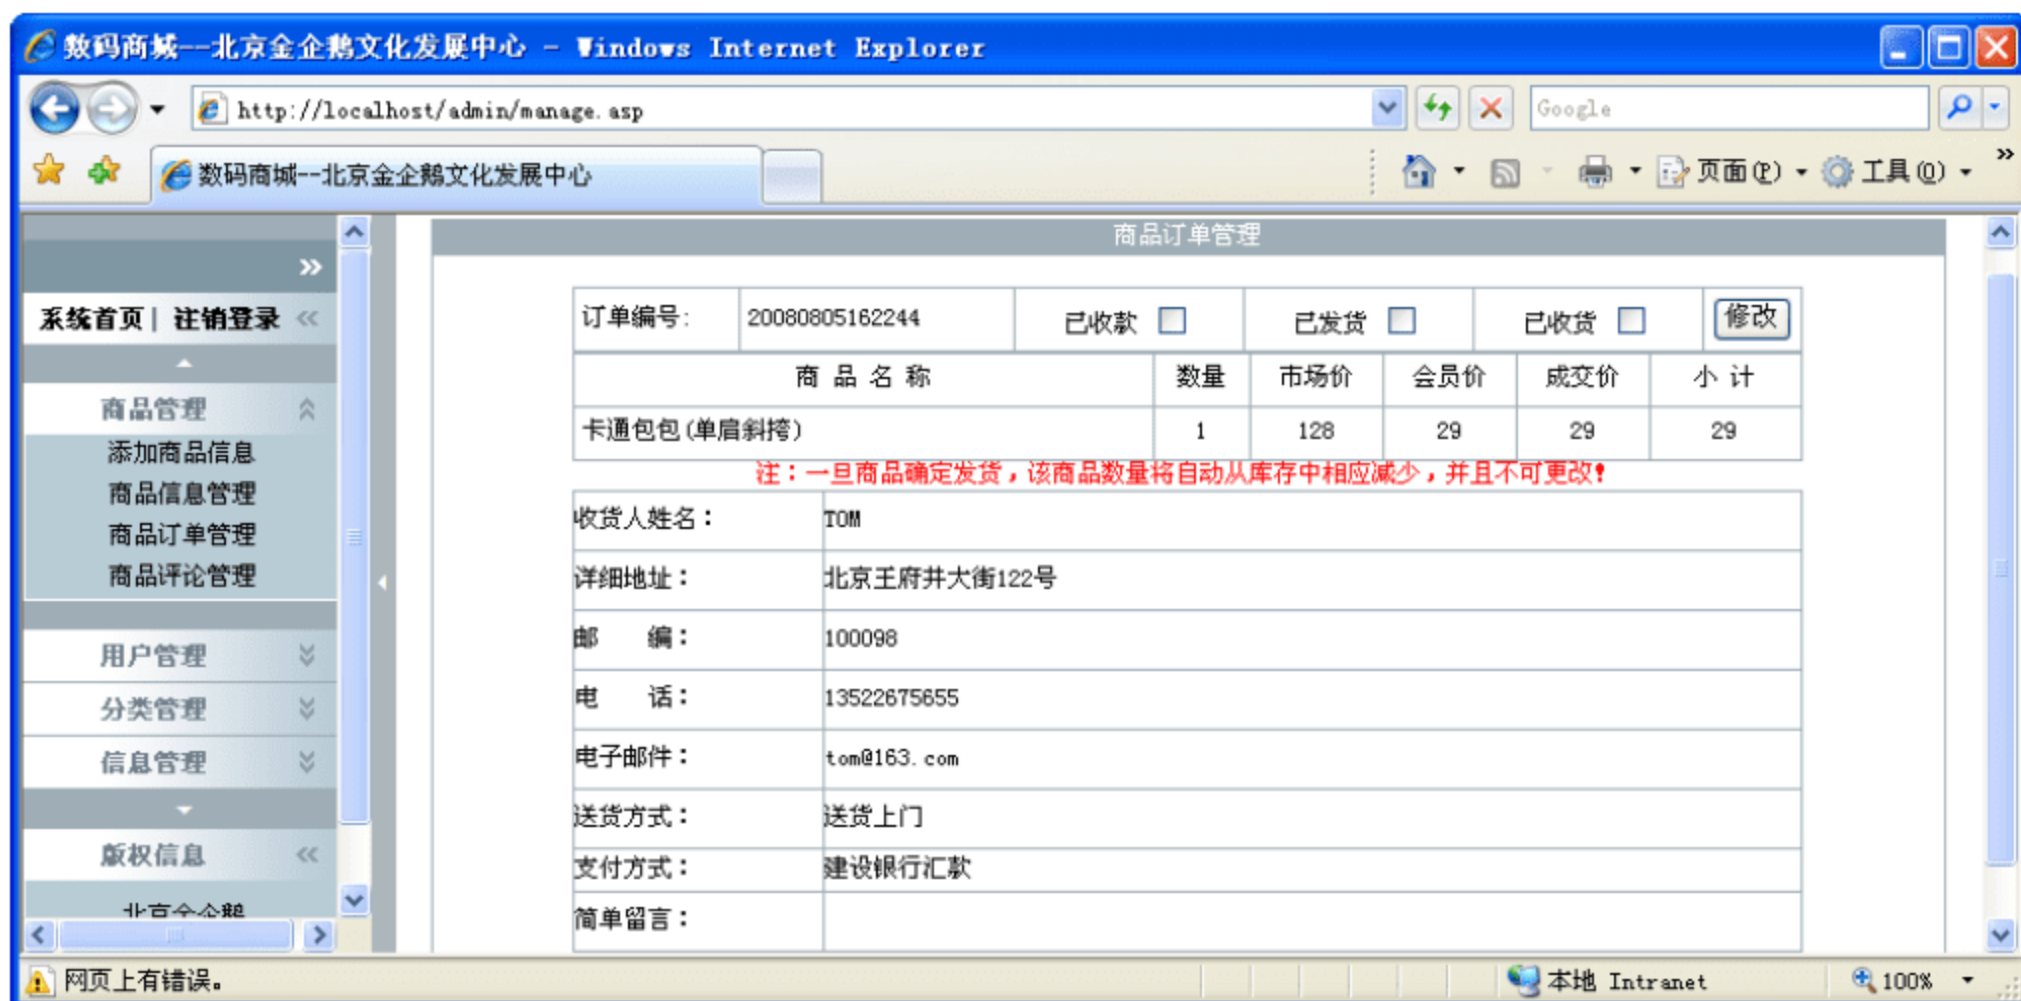 数码商城--北京金企鹅文化发展中心 - Windows Internet Explorer
http://localhost/admin/manage.asp
Google
数码商城--北京金企鹅文化发展中心
页面(P)
工具(O)
»
商品订单管理
»
系统首页| 注销登录
商品管理
添加商品信息
商品信息管理
商品订单管理
商品评论管理
用户管理
分类管理
信息管理
版权信息
北京金企鹅
订单编号: 20080805162244 已收款 已发货 已收货 修改
商 品 名 称 数量 市场价 会员价 成交价 小 计
卡通包包(单肩斜挎) 1 128 29 29 29
注：一旦商品确定发货，该商品数量将自动从库存中相应减少，并且不可更改!
收货人姓名： TOM
详细地址： 北京王府井大街122号
邮 编： 100098
电 话： 13522675655
电子邮件： tom@163.com
送货方式： 送货上门
支付方式： 建设银行汇款
简单留言：
网页上有错误。
本地 Intranet
100%